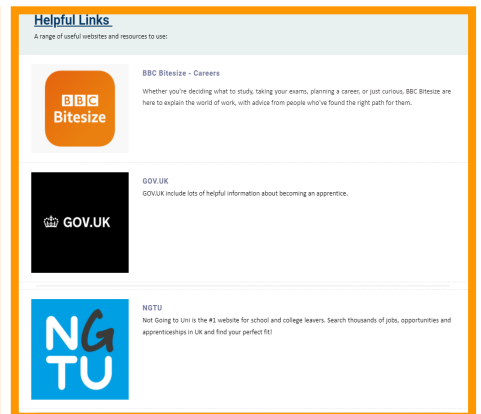 Helpful Links
A range of useful websites and resources to use:
BBC
Bitesize
BBC Bitesize - Careers
Whether you're deciding what to study, taking your exams, planning a career, or just curious, BBC Bitesize are
here to explain the world of work, with advice from people who've found the right path for them.
GOV.UK
GOV.UK
GOV.UK include lots of helpful information about becoming an apprentice.
NG
TU
NGTU
Not Going to Uni is the #1 website for school and college leavers. Search thousands of jobs, opportunities and
apprenticeships in UK and find your perfect fit!